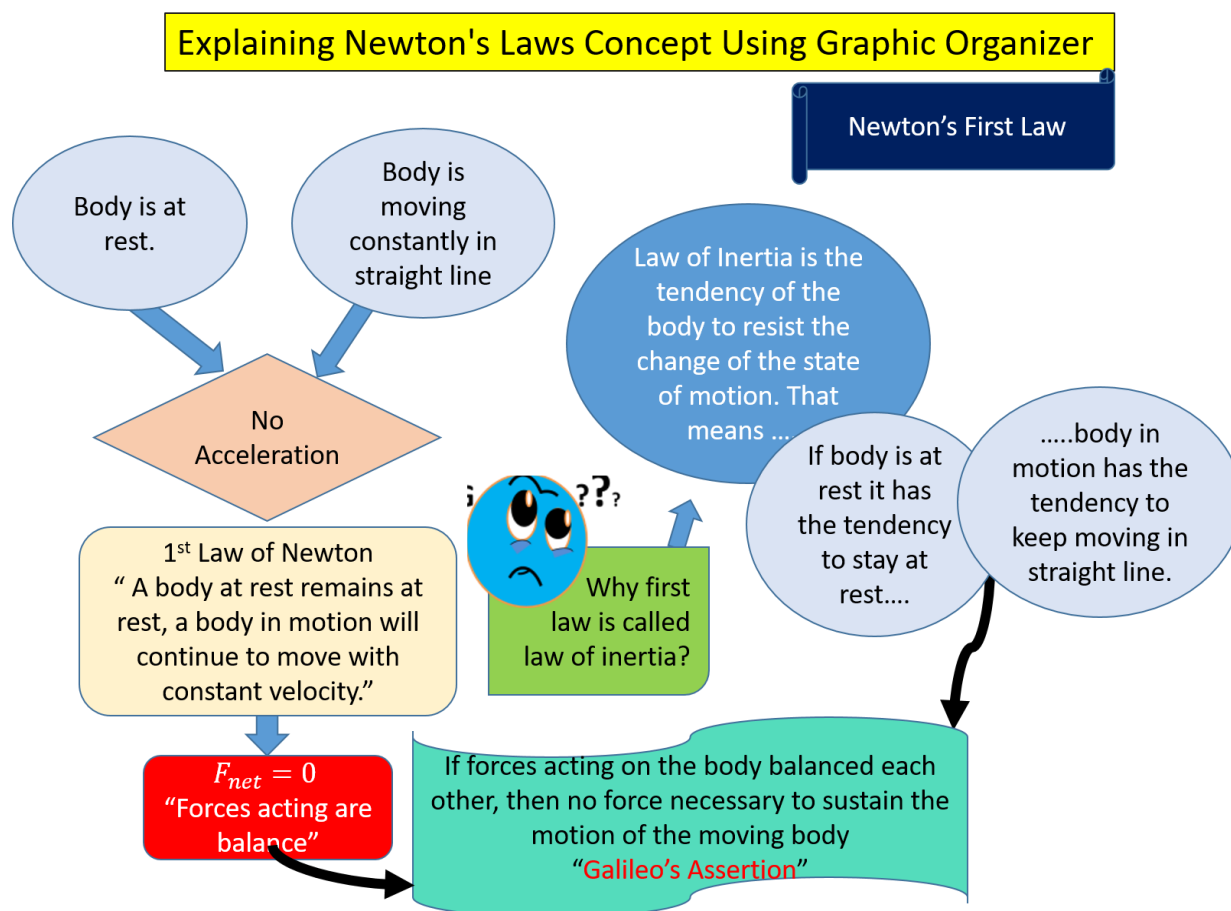 Explaining Newton's Laws Concept Using Graphic Organizer
Newton’s First Law
Body is at
rest.
Body is
moving
constantly in
straight line
No
Acceleration
1st Law of Newton
“ A body at rest remains at
rest, a body in motion will
continue to move with
constant velocity.”
F_net = 0
“Forces acting are
balance”
???
Why first
law is called
law of inertia?
Law of Inertia is the
tendency of the
body to resist the
change of the state
of motion. That
means ...
If body is at
rest it has
the tendency
to stay at
rest....
.....body in
motion has the
tendency to
keep moving in
straight line.
If forces acting on the body balanced each
other, then no force necessary to sustain the
motion of the moving body
“Galileo’s Assertion”